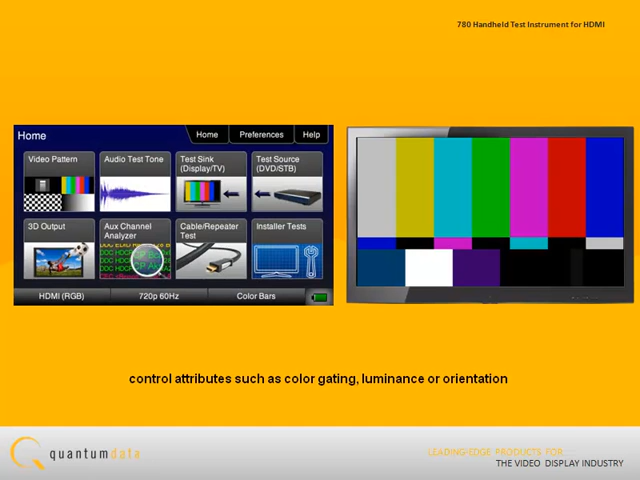 780 Handheld Test Instrument for HDMI
Home
Home
Preferences
Help
Video Pattern
Audio Test Tone
Test Sink
(Display/TV)
Test Source
(DVD/STB)
3D Output
Aux Channel
Analyzer
Cable/Repeater
Test
Installer Tests
HDMI (RGB)
720p 60Hz
Color Bars
control attributes such as color gating, luminance or orientation
quantumdata
LEADING-EDGE PRODUCTS FOR
THE VIDEO DISPLAY INDUSTRY